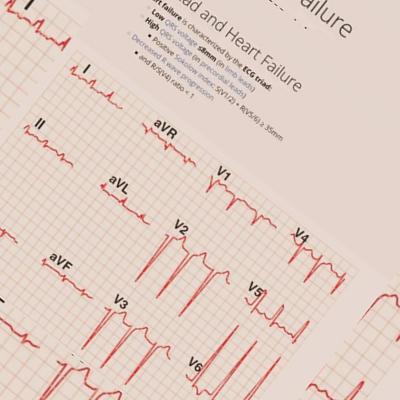 ailure
ad and Heart Failure
rt failure is characterized by the ECG triad:
Low QRS voltage ≤8mm (in limb leads)
High QRS voltage (in precordial leads)
Positive Sokolow index: S(V1/2) + R(V5/6) ≥ 35mm
Decreased R wave progression
and R/S(V4) ratio < 1
I
I
II
aVR
aVL
V1
aVF
V2
V4
V3
V5
V6